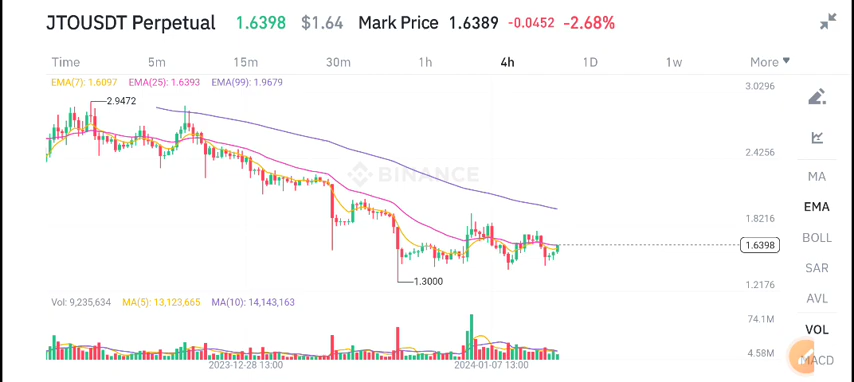 JTOUSDT Perpetual 1.6398 $1.64 Mark Price 1.6389 -0.0452 -2.68%
Time 5m 15m 30m 1h 4h 1D 1w More
EMA(7): 1.6097 EMA(25): 1.6393 EMA(99): 1.9679
3.0296
2.9472
2.4256
BINANCE
MA
EMA
1.8216
BOLL
1.6398
SAR
1.3000
1.2176
AVL
Vol: 9,235,634 MA(5): 13,123,665 MA(10): 14,143,163
74.1M
VOL
4.58M
MACD
2023-12-28 13:00 2024-01-07 13:00